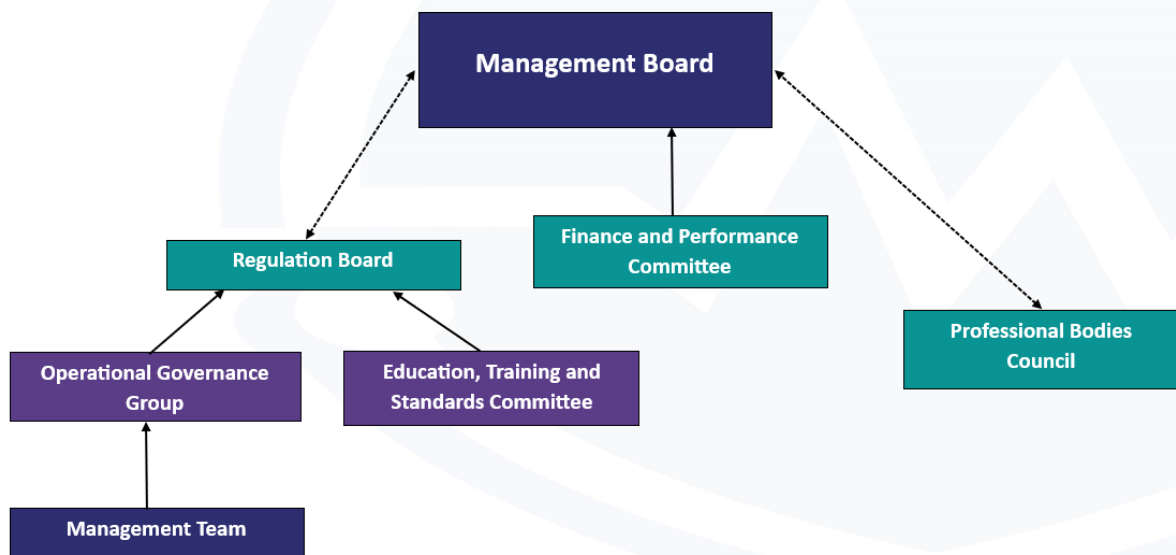 Management Board
Finance and Performance
Committee
Regulation Board
Professional Bodies
Council
Operational Governance
Group
Education, Training and
Standards Committee
Management Team